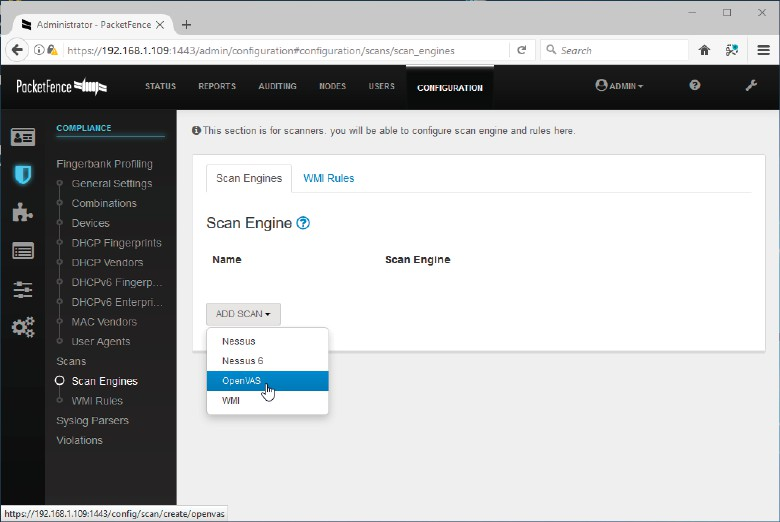 Administrator - PacketFence
https://192.168.1.109:1443/admin/configuration#configuration/scans/scan_engines
Search
PacketFence
STATUS REPORTS AUDITING NODES USERS CONFIGURATION ADMIN
COMPLIANCE
Fingerbank Profiling
General Settings
Combinations
Devices
DHCP Fingerprints
DHCP Vendors
DHCPv6 Fingerp...
DHCPv6 Enterpri...
MAC Vendors
User Agents
Scans
Scan Engines
WMI Rules
Syslog Parsers
Violations
This section is for scanners. you will be able to configure scan engine and rules here.
Scan Engines WMI Rules
Scan Engine
Name Scan Engine
ADD SCAN
Nessus
Nessus 6
OpenVAS
WMI
https://192.168.1.109:1443/config/scan/create/openvas